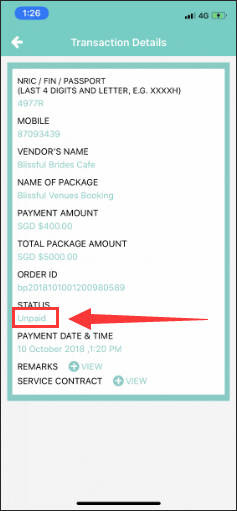 1:26
4G
Transaction Details
NRIC / FIN / PASSPORT
(LAST 4 DIGITS AND LETTER, E.G. XXXXH)
4977R
MOBILE
87093439
VENDOR'S NAME
Blissful Brides Cafe
NAME OF PACKAGE
Blissful Venues Booking
PAYMENT AMOUNT
SGD $400.00
TOTAL PACKAGE AMOUNT
SGD $5000.00
ORDER ID
bp2018101001200980589
STATUS
Unpaid
PAYMENT DATE & TIME
10 October 2018 ,1:20 PM
REMARKS VIEW
SERVICE CONTRACT VIEW